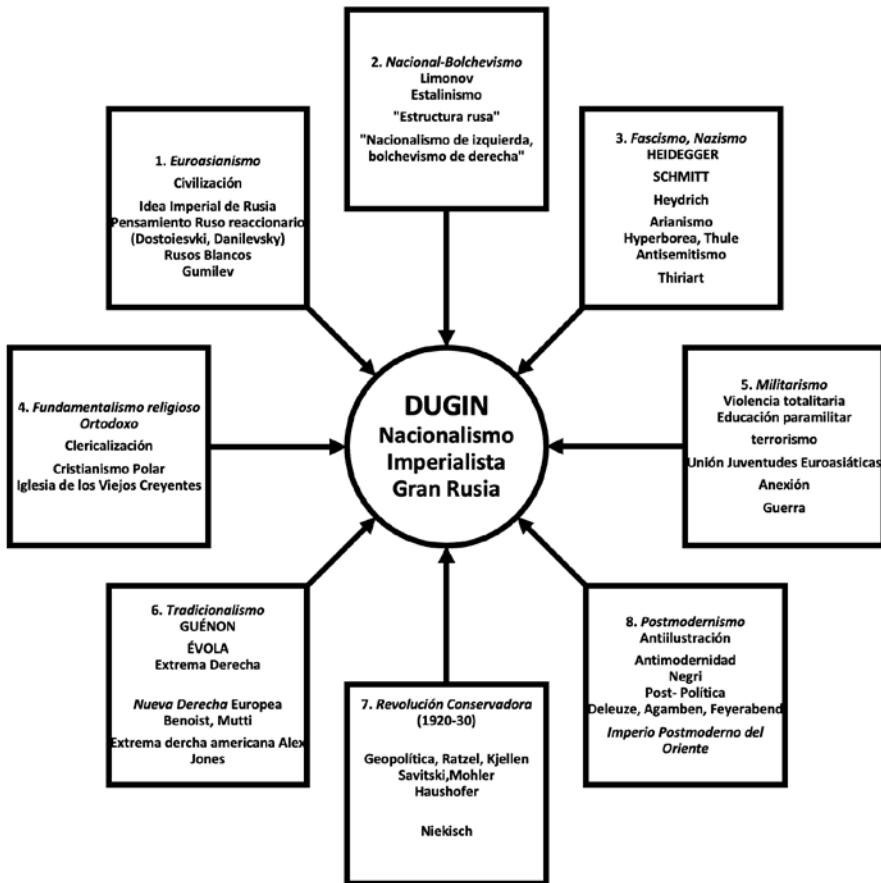 1. Euroasianismo
Civilización
Idea Imperial de Rusia
Pensamiento Ruso reaccionario
(Dostoiesvki, Danilevsky)
Rusos Blancos
Gumilev
2. Nacional-Bolchevismo
Limonov
Estalinismo
"Estructura rusa"
"Nacionalismo de izquierda,
bolchevismo de derecha"
3. Fascismo, Nazismo
HEIDEGGER
SCHMITT
Heydrich
Arianismo
Hyperborea, Thule
Antisemitismo
Thiriart
4. Fundamentalismo religioso
Ortodoxo
Clericalización
Cristianismo Polar
Iglesia de los Viejos Creyentes
DUGIN
Nacionalismo
Imperialista
Gran Rusia
5. Militarismo
Violencia totalitaria
Educación paramilitar
terrorismo
Unión Juventudes Euroasiáticas
Anexión
Guerra
6. Tradicionalismo
GUÉNON
ÉVOLA
Extrema Derecha
Nueva Derecha Europea
Benoist, Mutti
Extrema dercha americana Alex
Jones
7. Revolución Conservadora
(1920-30)
Geopolítica, Ratzel, Kjellen
Savitski,Mohler
Haushofer
Niekisch
8. Postmodernismo
Antiilustración
Antimodernidad
Negri
Post- Política
Deleuze, Agamben, Feyerabend
Imperio Postmoderno del
Oriente